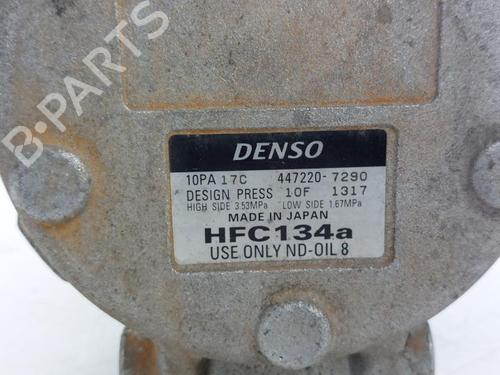 B-PARTS
DENSO
10PA 17C 447220-7290
DESIGN PRESS 10F 1317
HIGH SIDE 3.53MPa LOW SIDE 1.67MPa
MADE IN JAPAN
HFC134a
USE ONLY ND-OIL 8